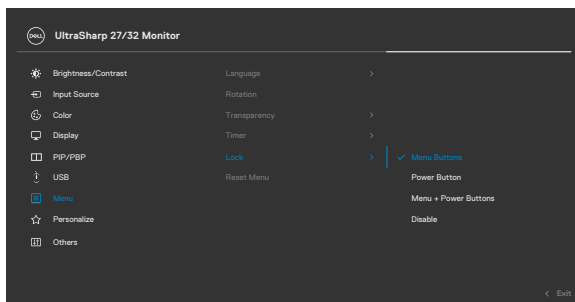 DELL UltraSharp 27/32 Monitor
Brightness/Contrast Language >
Input Source Rotation
Color Transparency >
Display Timer >
PIP/PBP Lock > ✓ Menu Buttons
USB Reset Menu Power Button
Menu Menu + Power Buttons
Personalize Disable
Others
< Exit